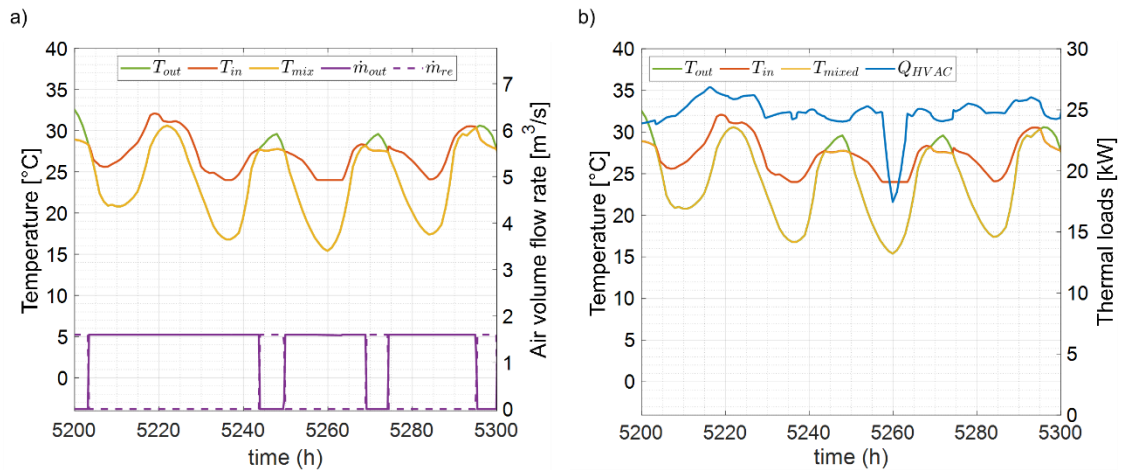 a)
T_out T_in T_mix ṁ_out ṁ_re
Temperature [°C]
40
35
30
25
20
15
10
5
0
7
6
5
4
3
2
1
0
Air volume flow rate [m³/s]
5200 5220 5240 5260 5280 5300
time (h)
b)
T_out T_in T_mixed Q_HVAC
Temperature [°C]
40
35
30
25
20
15
10
5
0
30
25
20
15
10
5
0
Thermal loads [kW]
5200 5220 5240 5260 5280 5300
time (h)